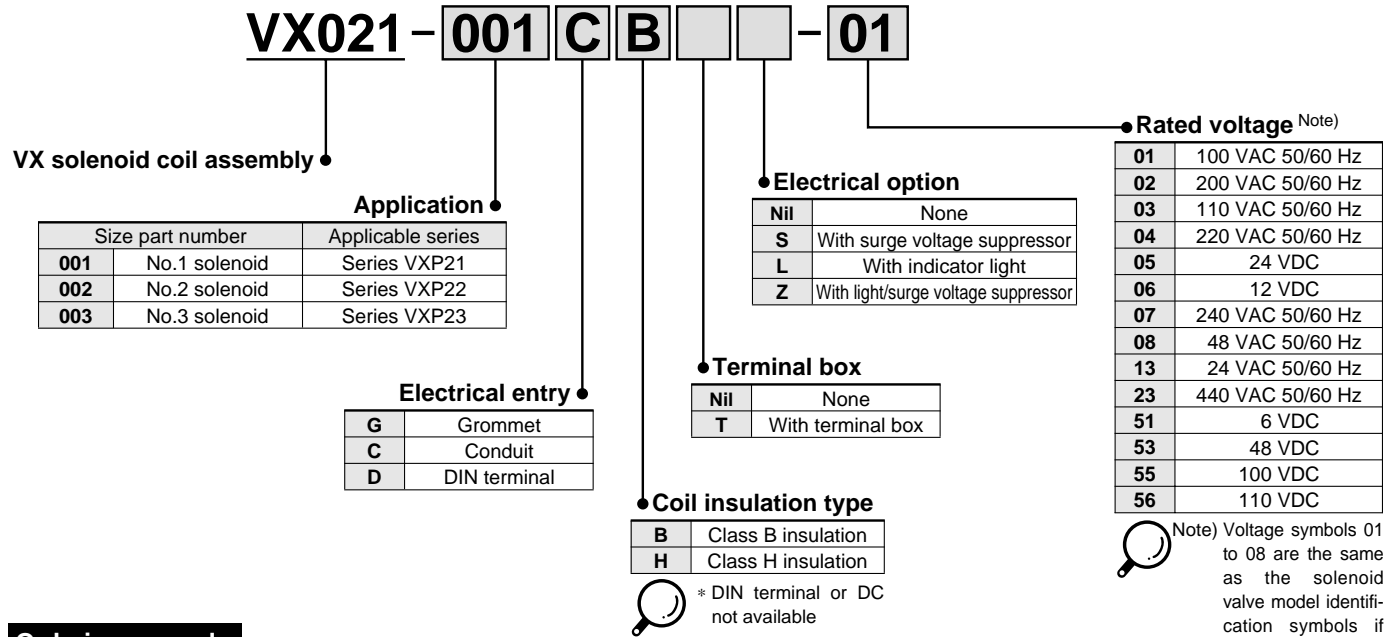 VX021-001CB -01
VX solenoid coil assembly
Application
Size part number Applicable series
001 No.1 solenoid Series VXP21
002 No.2 solenoid Series VXP22
003 No.3 solenoid Series VXP23
Electrical entry
G Grommet
C Conduit
D DIN terminal
Coil insulation type
B Class B insulation
H Class H insulation
* DIN terminal or DC
not available
Terminal box
Nil None
T With terminal box
Electrical option
Nil None
S With surge voltage suppressor
L With indicator light
Z With light/surge voltage suppressor
Rated voltage Note)
01 100 VAC 50/60 Hz
02 200 VAC 50/60 Hz
03 110 VAC 50/60 Hz
04 220 VAC 50/60 Hz
05 24 VDC
06 12 VDC
07 240 VAC 50/60 Hz
08 48 VAC 50/60 Hz
13 24 VAC 50/60 Hz
23 440 VAC 50/60 Hz
51 6 VDC
53 48 VDC
55 100 VDC
56 110 VDC
Note) Voltage symbols 01
to 08 are the same
as the solenoid
valve model identifi-
cation symbols if